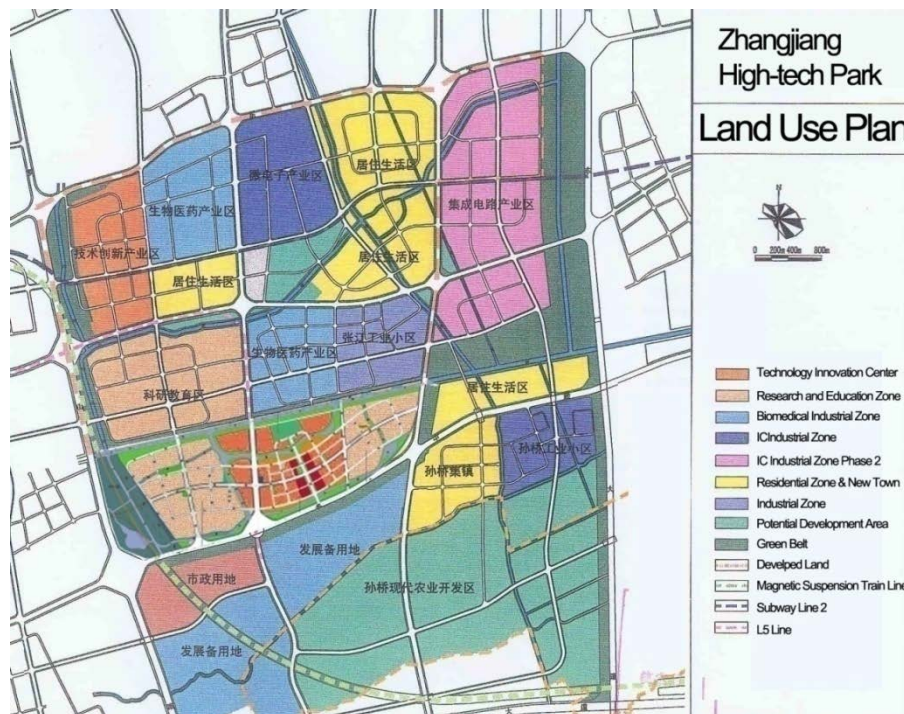 Zhangjiang
High-tech Park
Land Use Plan
N
0 200m 400m 800m
Technology Innovation Center
Research and Education Zone
Biomedical Industrial Zone
ICIndustrial Zone
IC Industrial Zone Phase 2
Residential Zone & New Town
Industrial Zone
Potential Development Area
Green Belt
Develped Land
Magnetic Suspension Train Line
Subway Line 2
L5 Line
居住生活区
微电子产业区
生物医药产业区
集成电路产业区
技术创新产业区
居住生活区
居住生活区
张江工业小区
生物医药产业区
科研教育区
居住生活区
孙桥工业小区
孙桥集镇
发展备用地
市政用地
孙桥现代农业开发区
发展备用地